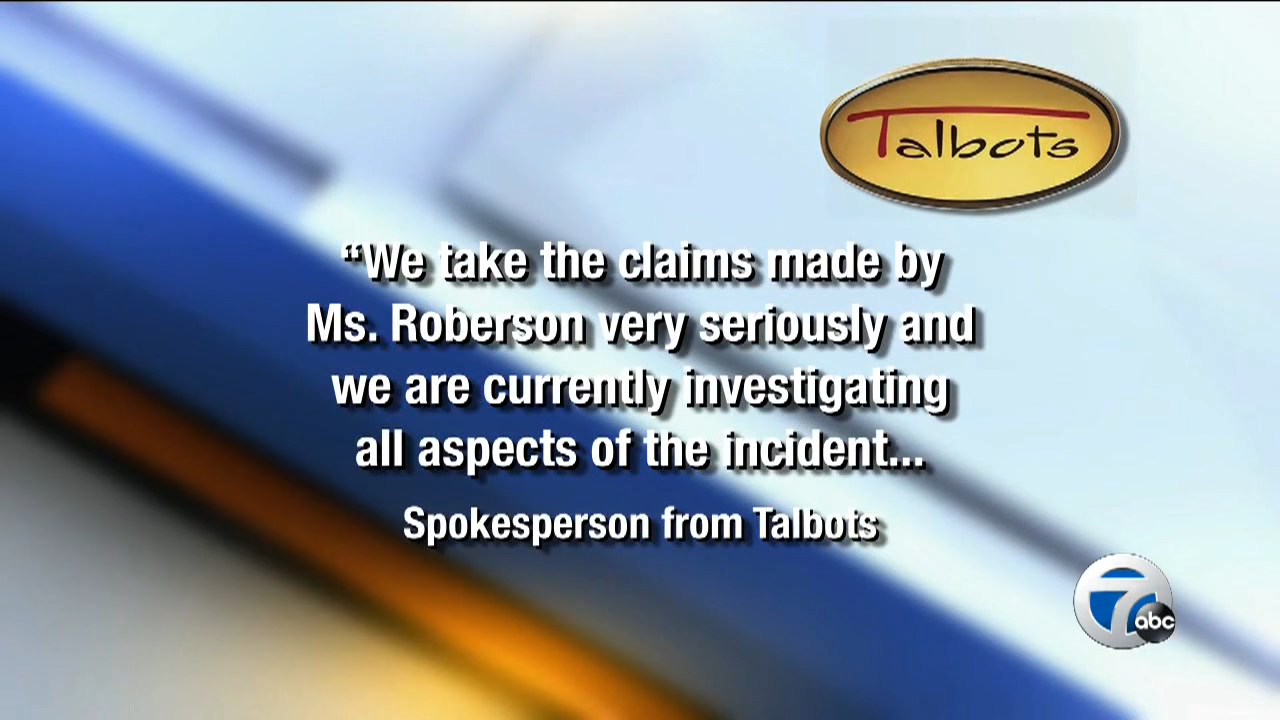 Talbots
“We take the claims made by
Ms. Roberson very seriously and
we are currently investigating
all aspects of the incident...
Spokesperson from Talbots
7
abc